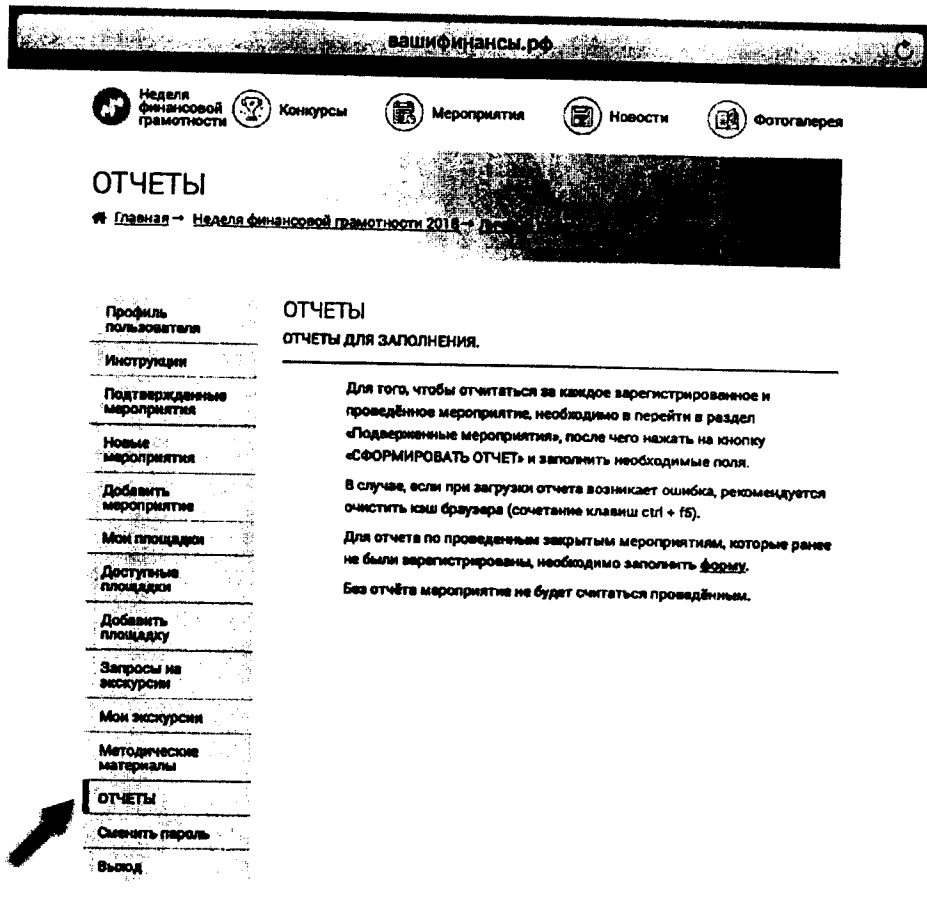 вашифинансы.рф
Неделя
финансовой
грамотности
Конкурсы
Мероприятия
Новости
Фотогалерея
ОТЧЕТЫ
Главная → Неделя финансовой грамотности 2018 →
Профиль
пользователя
Инструкции
Подтвержденные
мероприятия
Новые
мероприятия
Добавить
мероприятие
Мои площадки
Доступные
площадки
Добавить
площадку
Запросы на
экскурсии
Мои экскурсии
Методические
материалы
ОТЧЕТЫ
Сменить пароль
Выход
ОТЧЕТЫ
ОТЧЕТЫ ДЛЯ ЗАПОЛНЕНИЯ.
Для того, чтобы отчитаться за каждое зарегистрированное и
проведённое мероприятие, необходимо в перейти в раздел
«Подверженные мероприятия», после чего нажать на кнопку
«СФОРМИРОВАТЬ ОТЧЕТ» и заполнить необходимые поля.
В случае, если при загрузки отчета возникает ошибка, рекомендуется
очистить кэш браузера (сочетание клавиш ctrl + f5).
Для отчета по проведенным закрытым мероприятиям, которые ранее
не были зарегистрированы, необходимо заполнить форму.
Без отчёта мероприятие не будет считаться проведённым.